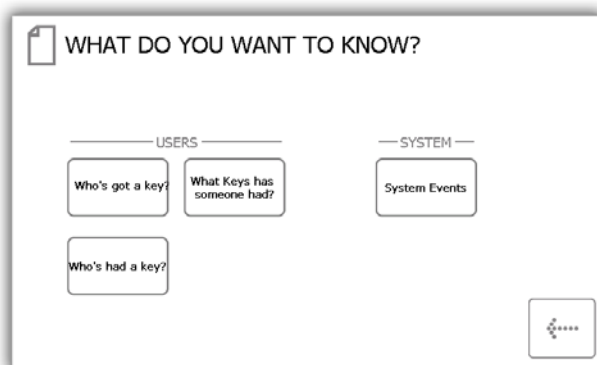 WHAT DO YOU WANT TO KNOW?
USERS
SYSTEM
Who's got a key?
What Keys has
someone had?
System Events
Who's had a key?